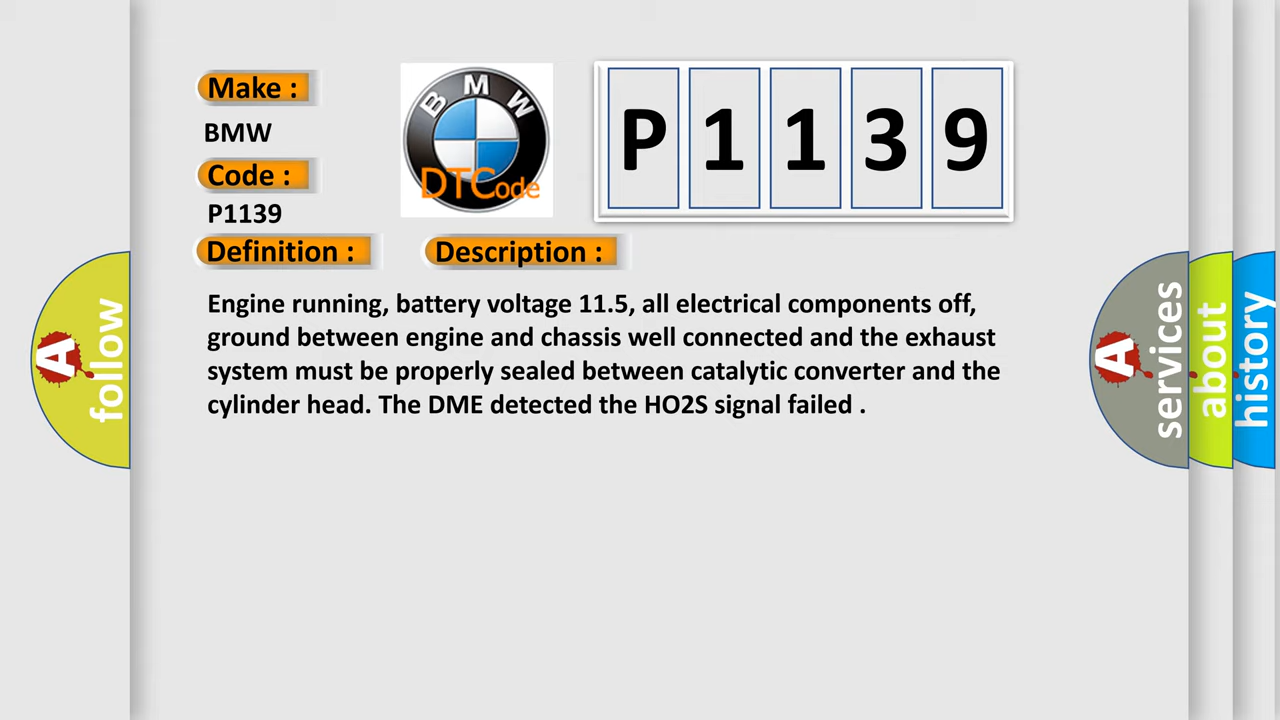 Make :
BMW
Code :
P1139
Definition :
Description :
BMW
DTCode
P 1 1 3 9
Engine running, battery voltage 11.5, all electrical components off,
ground between engine and chassis well connected and the exhaust
system must be properly sealed between catalytic converter and the
cylinder head. The DME detected the HO2S signal failed .
A
follow
A
services
about
history